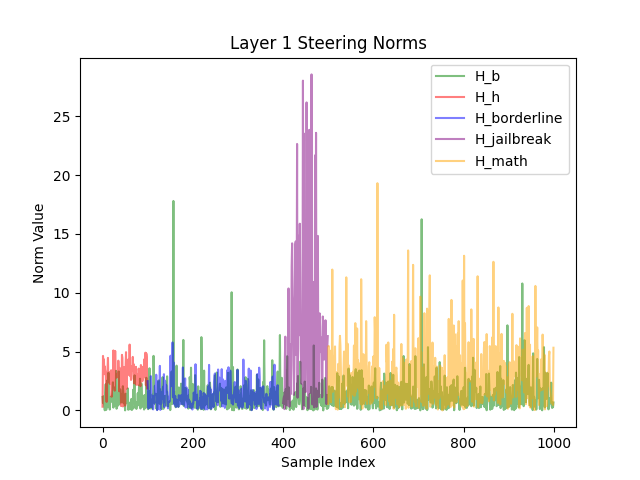 Layer 1 Steering Norms
Norm Value
25
20
15
10
5
0
H_b
H_h
H_borderline
H_jailbreak
H_math
0
200
400
600
800
1000
Sample Index